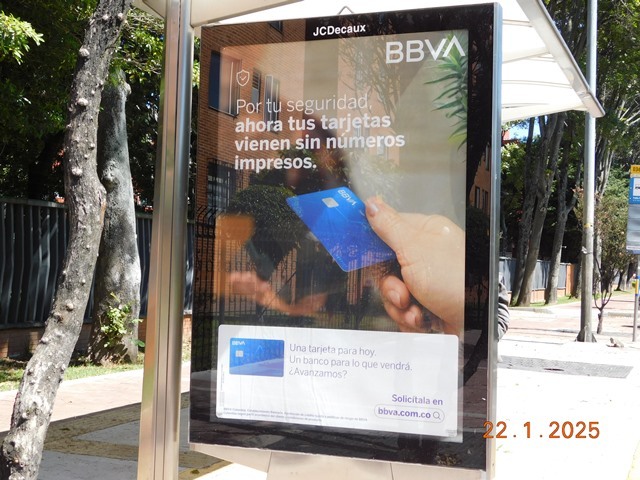 JCDecaux
BBVA
Por tu seguridad,
ahora tus tarjetas
vienen sin números
impresos.
BBVA
BBVA
Una tarjeta para hoy.
Un banco para lo que vendrá.
¿Avanzamos?
Solicítala en
bbva.com.co
22.1.2025